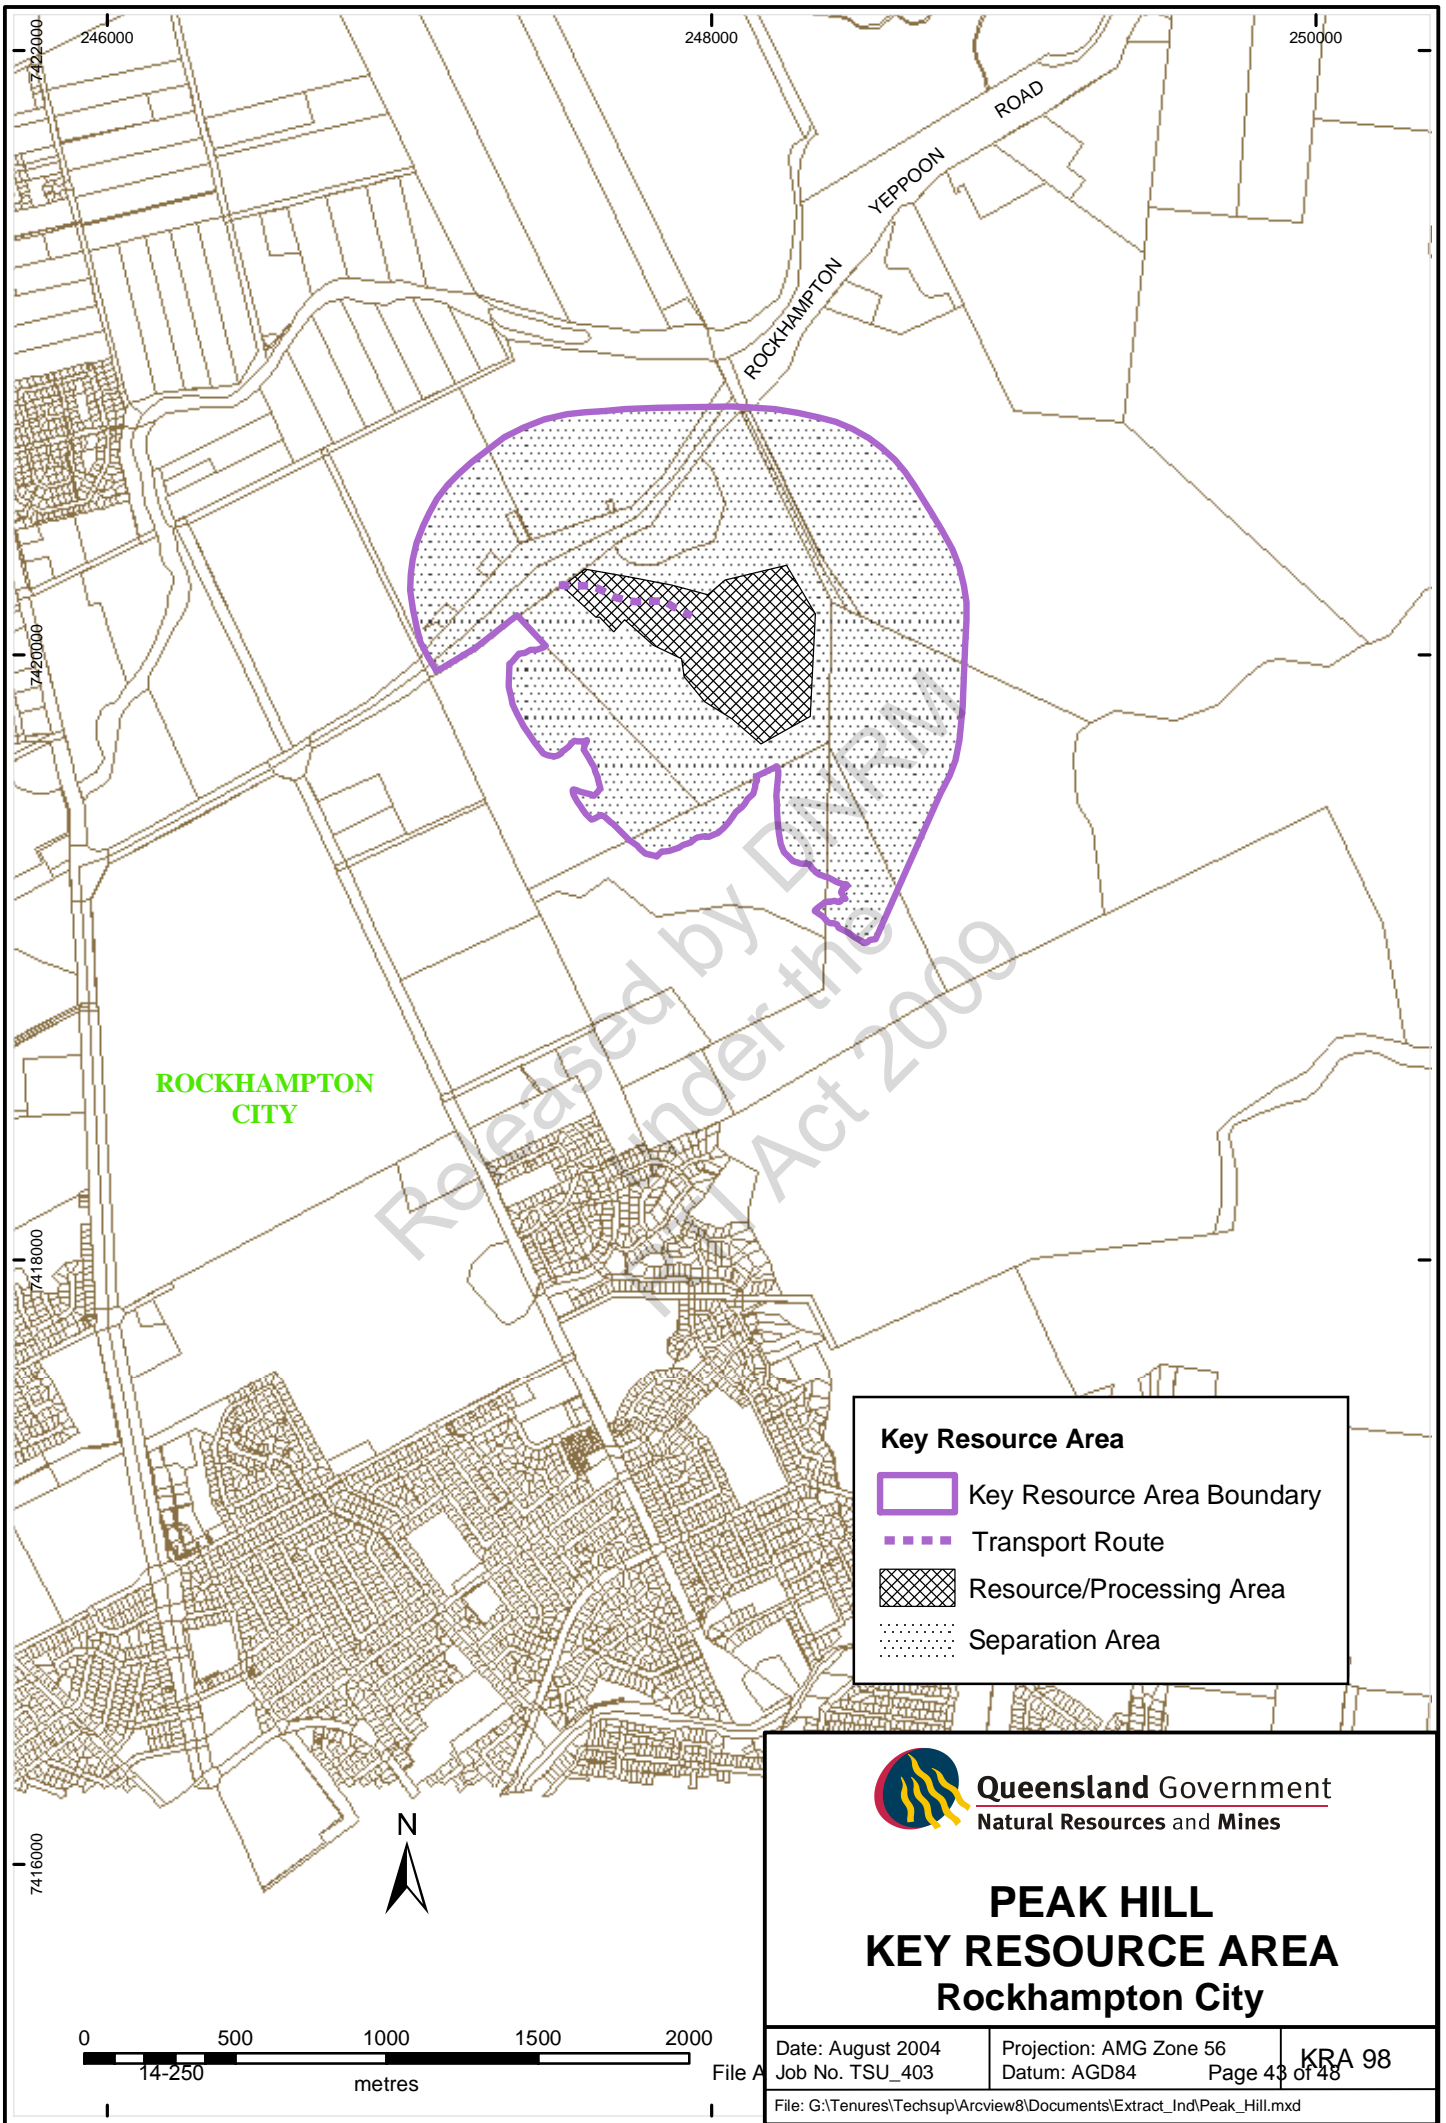 246000
248000
250000
7422000
7420000
7418000
7416000
ROCKHAMPTON YEPPOON ROAD
ROCKHAMPTON
CITY
Released by DNRM
under the
RTI Act 2009
Key Resource Area
Key Resource Area Boundary
Transport Route
Resource/Processing Area
Separation Area
Queensland Government
Natural Resources and Mines
PEAK HILL
KEY RESOURCE AREA
Rockhampton City
N
0 500 1000 1500 2000
metres
14-250
File A
Date: August 2004
Job No. TSU_403
Projection: AMG Zone 56
Datum: AGD84
Page 43 of 48
KRA 98
File: G:\Tenures\Techsup\Arcview8\Documents\Extract_Ind\Peak_Hill.mxd